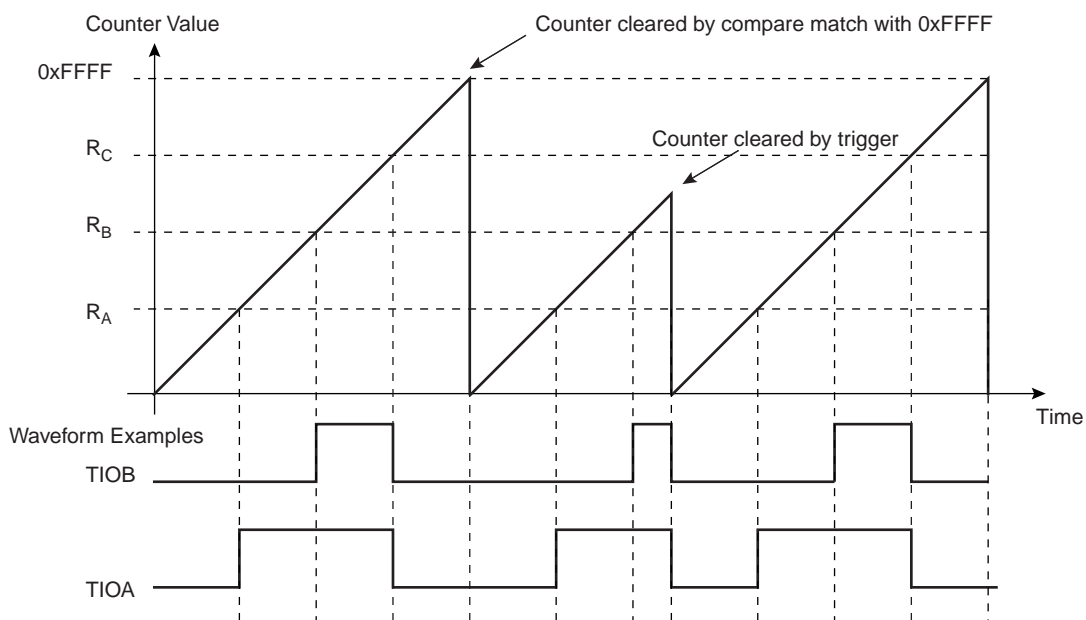 Counter Value
Counter cleared by compare match with 0xFFFF
0xFFFF
RC
Counter cleared by trigger
RB
RA
Time
Waveform Examples
TIOB
TIOA